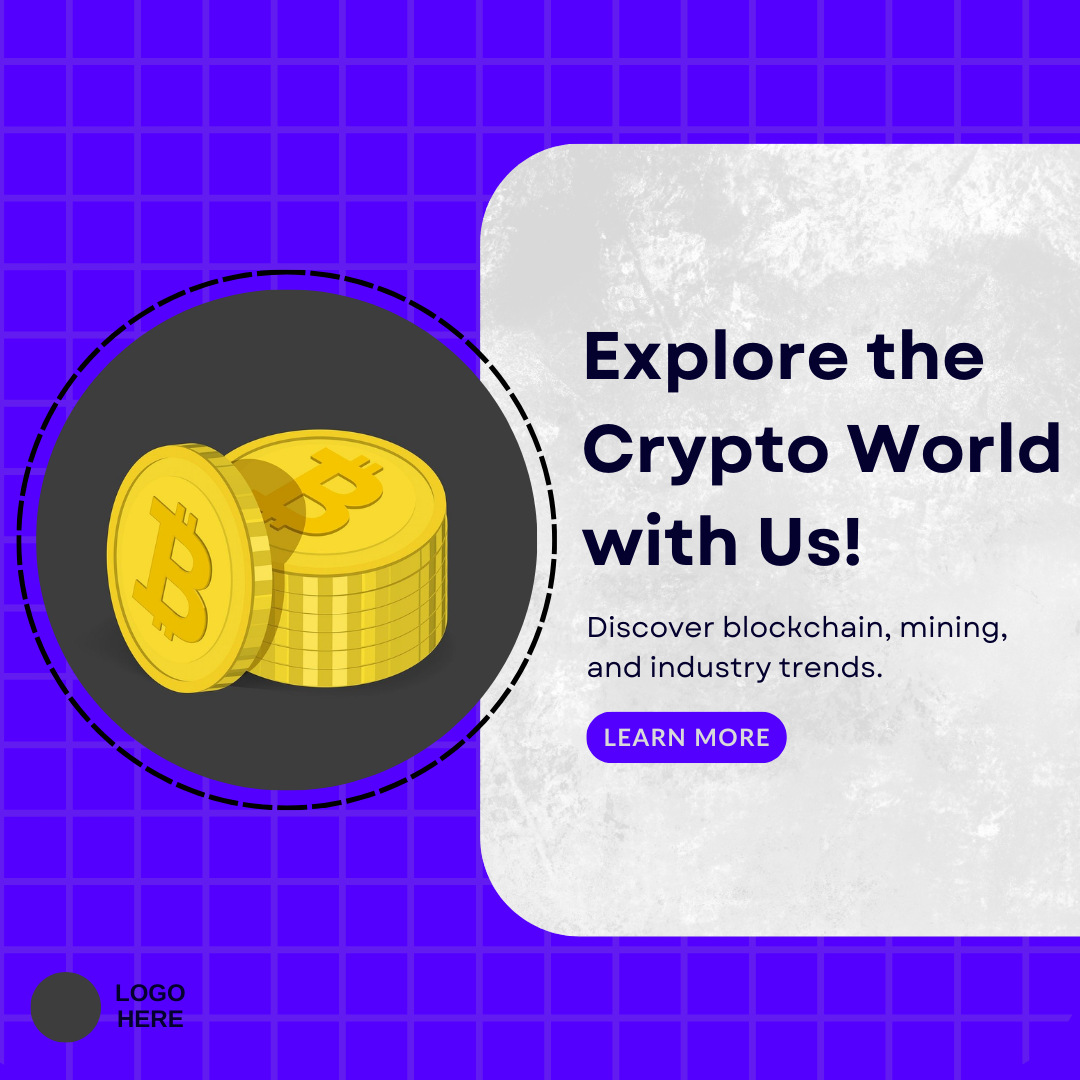 Explore the
Crypto World
with Us!
Discover blockchain, mining,
and industry trends.
LEARN MORE
LOGO
HERE